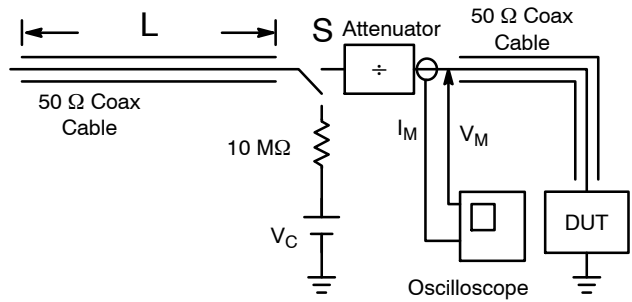 L
S
Attenuator
÷
50 Ω Coax
Cable
50 Ω Coax
Cable
10 MΩ
I_M
V_M
V_C
DUT
Oscilloscope